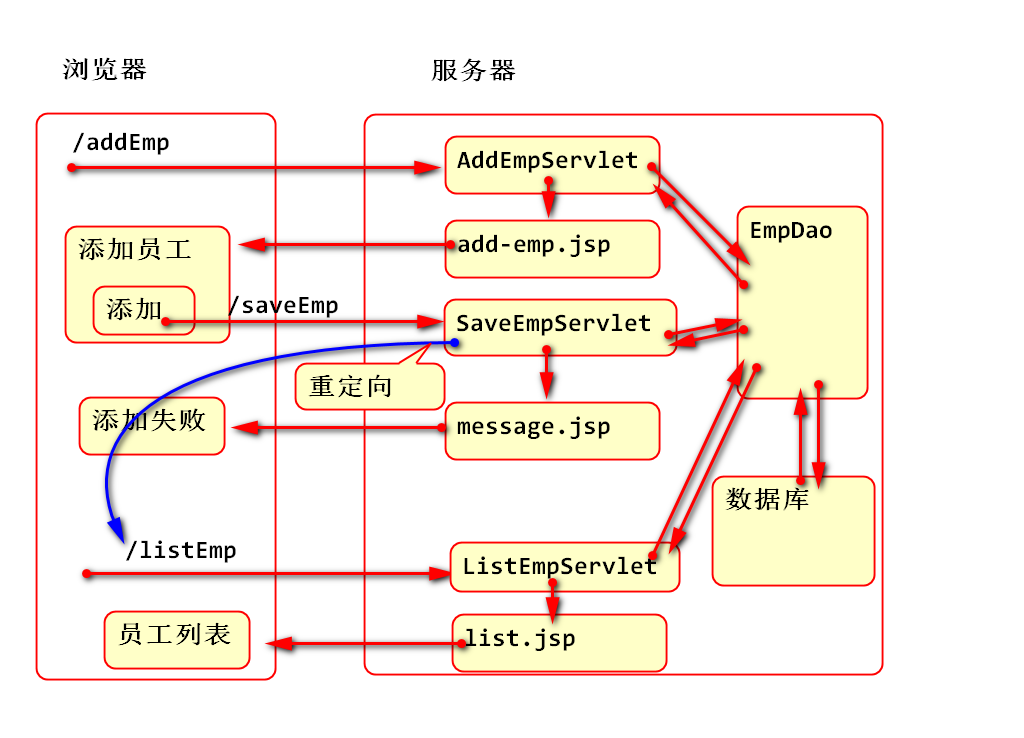 浏览器
服务器
/addEmp
AddEmpServlet
EmpDao
添加员工
add-emp.jsp
添加
/saveEmp
SaveEmpServlet
重定向
添加失败
message.jsp
数据库
/listEmp
ListEmpServlet
员工列表
list.jsp